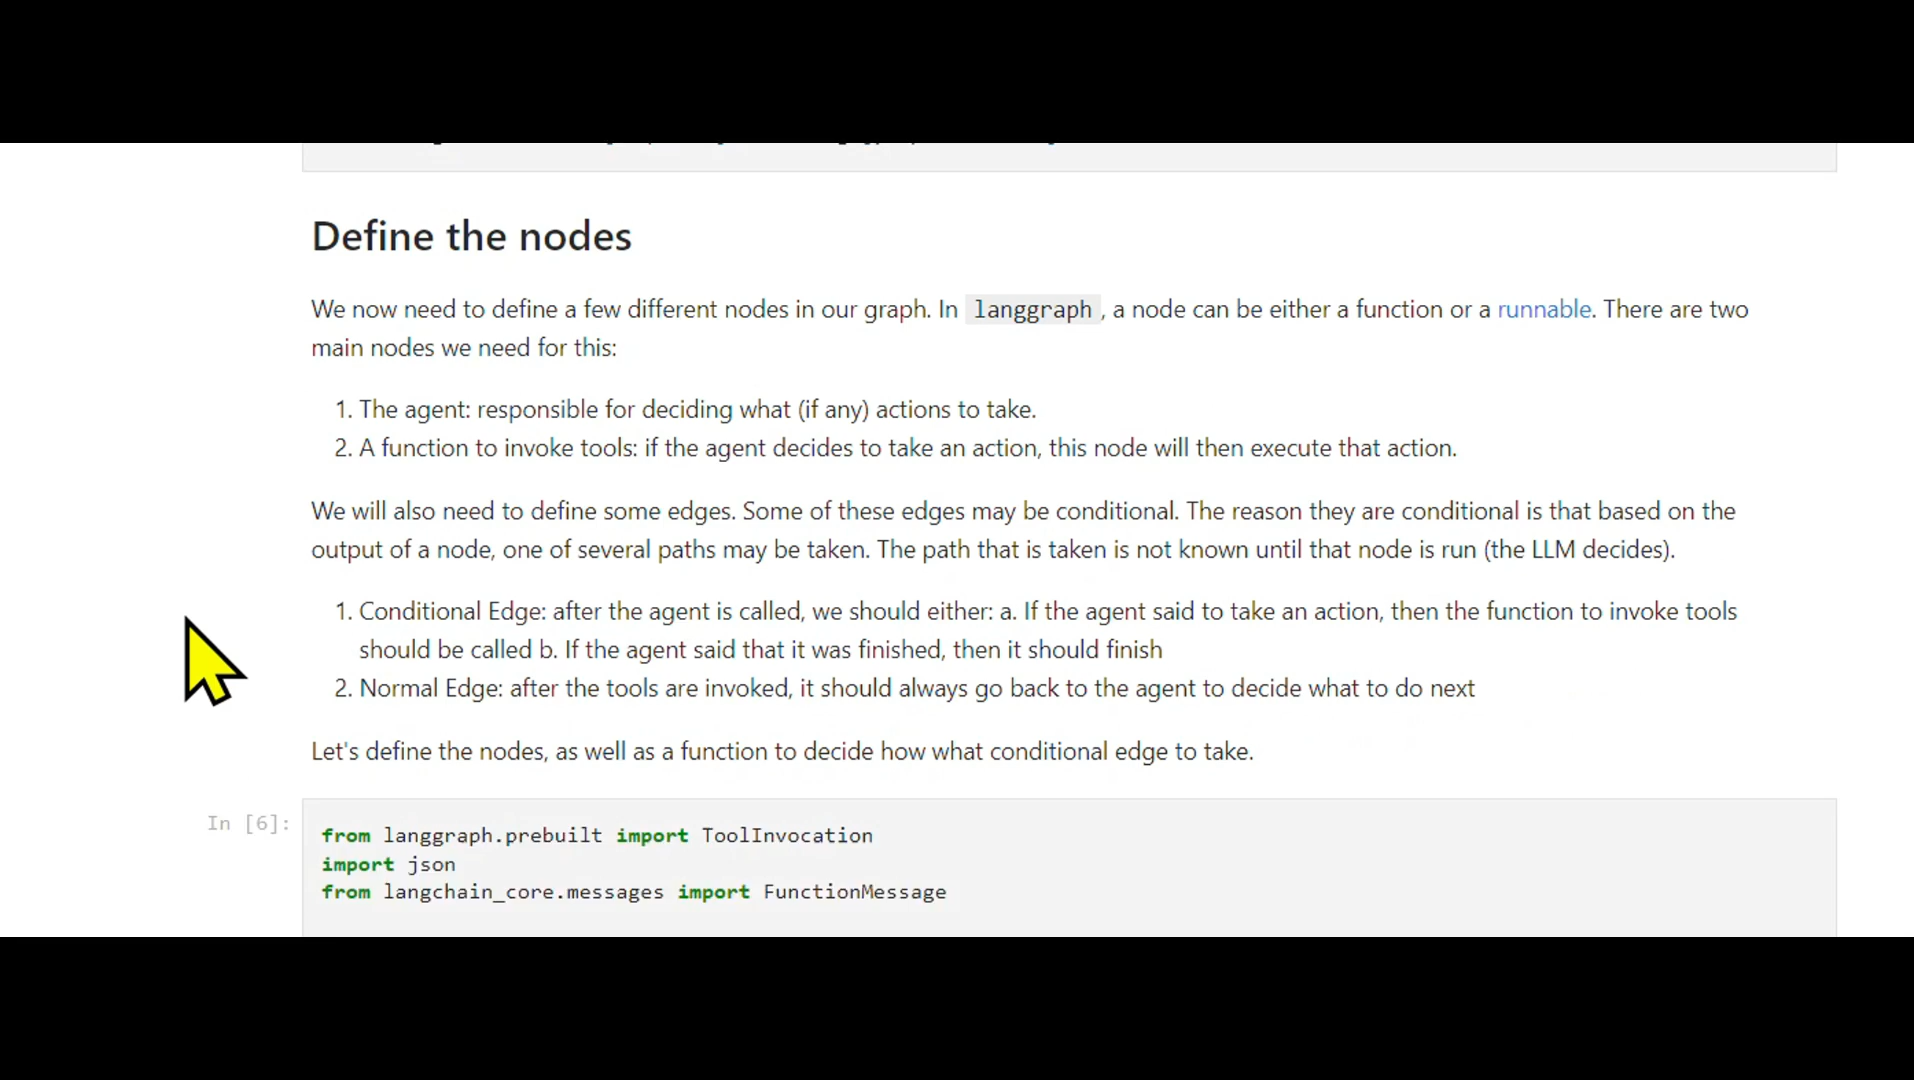 Define the nodes
We now need to define a few different nodes in our graph. In langgraph, a node can be either a function or a runnable. There are two
main nodes we need for this:
1. The agent: responsible for deciding what (if any) actions to take.
2. A function to invoke tools: if the agent decides to take an action, this node will then execute that action.
We will also need to define some edges. Some of these edges may be conditional. The reason they are conditional is that based on the
output of a node, one of several paths may be taken. The path that is taken is not known until that node is run (the LLM decides).
1. Conditional Edge: after the agent is called, we should either: a. If the agent said to take an action, then the function to invoke tools
should be called b. If the agent said that it was finished, then it should finish
2. Normal Edge: after the tools are invoked, it should always go back to the agent to decide what to do next
Let's define the nodes, as well as a function to decide how what conditional edge to take.
In [6]:
from langgraph.prebuilt import ToolInvocation
import json
from langchain_core.messages import FunctionMessage